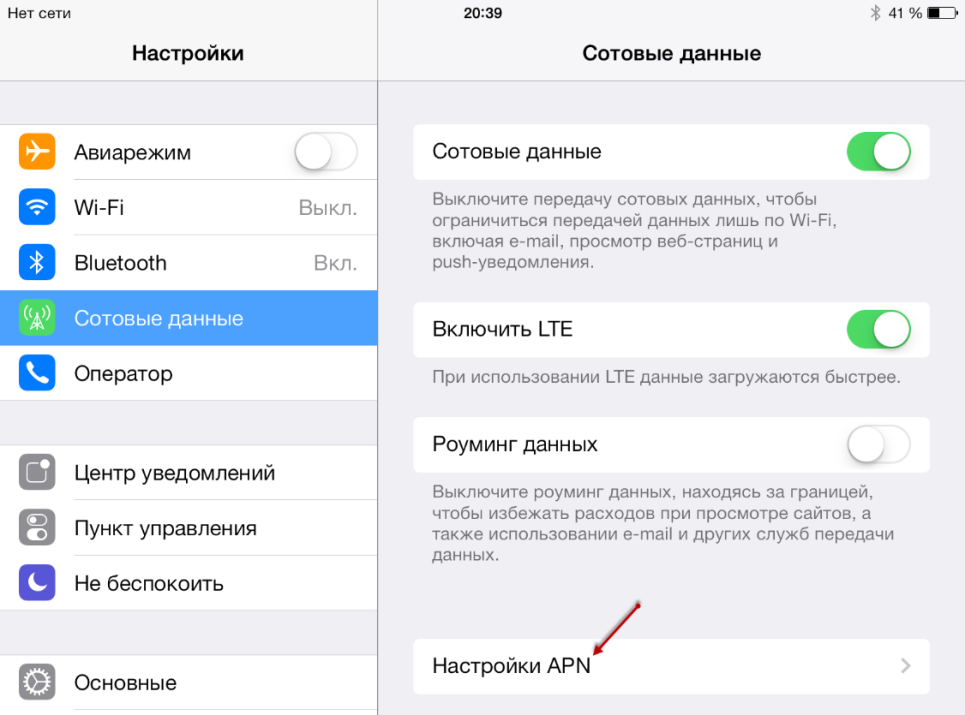 Нет сети
20:39
41 %
Настройки
Сотовые данные
Авиарежим
Wi-Fi
Выкл.
Bluetooth
Вкл.
Сотовые данные
Оператор
Центр уведомлений
Пункт управления
Не беспокоить
Основные
Сотовые данные
Выключите передачу сотовых данных, чтобы
ограничиться передачей данных лишь по Wi-Fi,
включая e-mail, просмотр веб-страниц и
push-уведомления.
Включить LTE
При использовании LTE данные загружаются быстрее.
Роуминг данных
Выключите роуминг данных, находясь за границей,
чтобы избежать расходов при просмотре сайтов, а
также использовании e-mail и других служб передачи
данных.
Настройки APN